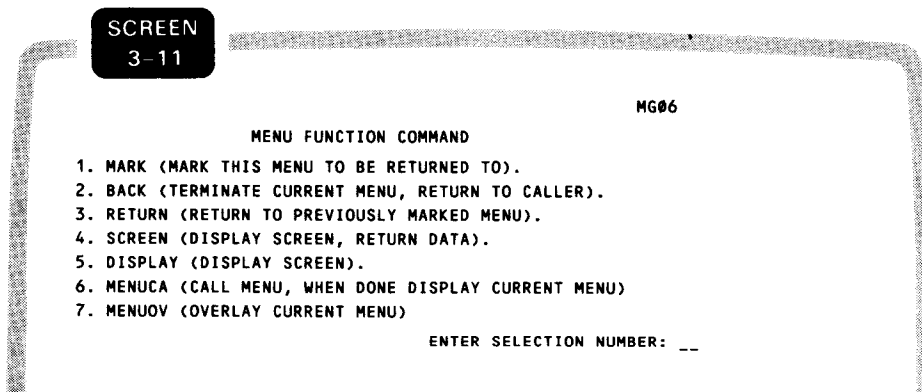 SCREEN
3-11
MG06
MENU FUNCTION COMMAND
1. MARK (MARK THIS MENU TO BE RETURNED TO).
2. BACK (TERMINATE CURRENT MENU, RETURN TO CALLER).
3. RETURN (RETURN TO PREVIOUSLY MARKED MENU).
4. SCREEN (DISPLAY SCREEN, RETURN DATA).
5. DISPLAY (DISPLAY SCREEN).
6. MENUCA (CALL MENU, WHEN DONE DISPLAY CURRENT MENU)
7. MENUOV (OVERLAY CURRENT MENU)
ENTER SELECTION NUMBER: __